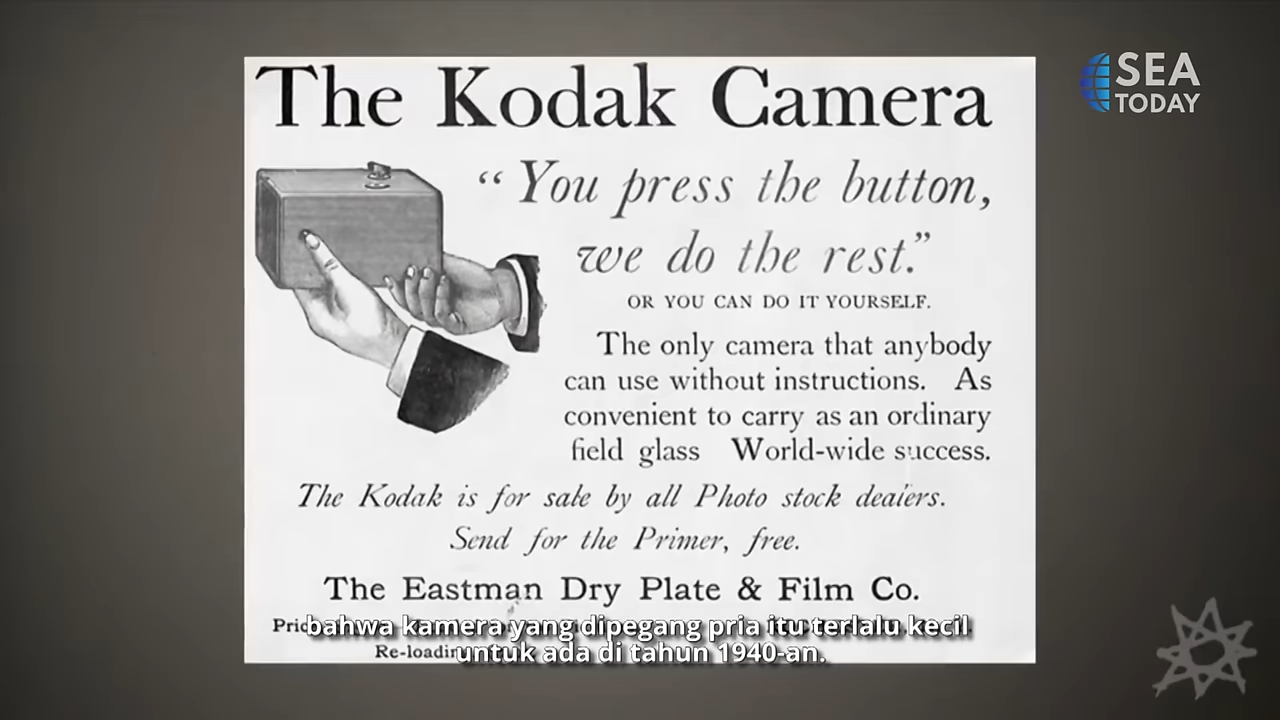 The Kodak Camera
“You press the button,
we do the rest.”
OR YOU CAN DO IT YOURSELF.
The only camera that anybody
can use without instructions. As
convenient to carry as an ordinary
field glass World-wide success.
The Kodak is for sale by all Photo stock dealers.
Send for the Primer, free.
The Eastman Dry Plate & Film Co.
bahwa kamera yang dipegang pria itu terlalu kecil
untuk ada di tahun 1940-an.
SEA
TODAY